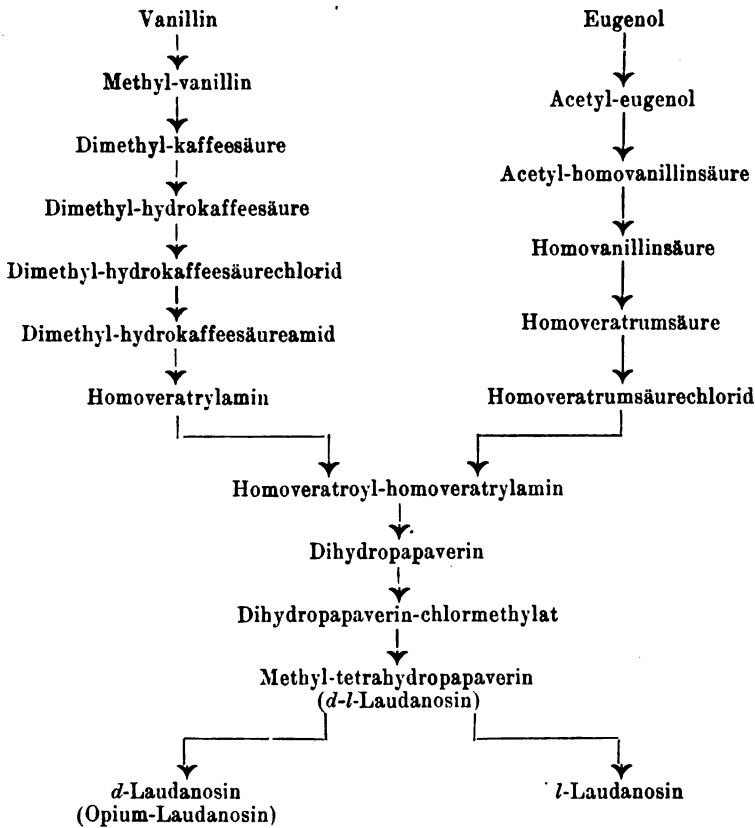 Vanillin
Methyl-vanillin
Dimethyl-kaffeesäure
Dimethyl-hydrokaffeesäure
Dimethyl-hydrokaffeesäurechlorid
Dimethyl-hydrokaffeesäureamid
Homoveratrylamin
Eugenol
Acetyl-eugenol
Acetyl-homovanillinsäure
Homovanillinsäure
Homoveratrumsäure
Homoveratrumsäurechlorid
Homoveratroyl-homoveratrylamin
Dihydropapaverin
Dihydropapaverin-chlormethylat
Methyl-tetrahydropapaverin
(d-l-Laudanosin)
d-Laudanosin
(Opium-Laudanosin)
l-Laudanosin